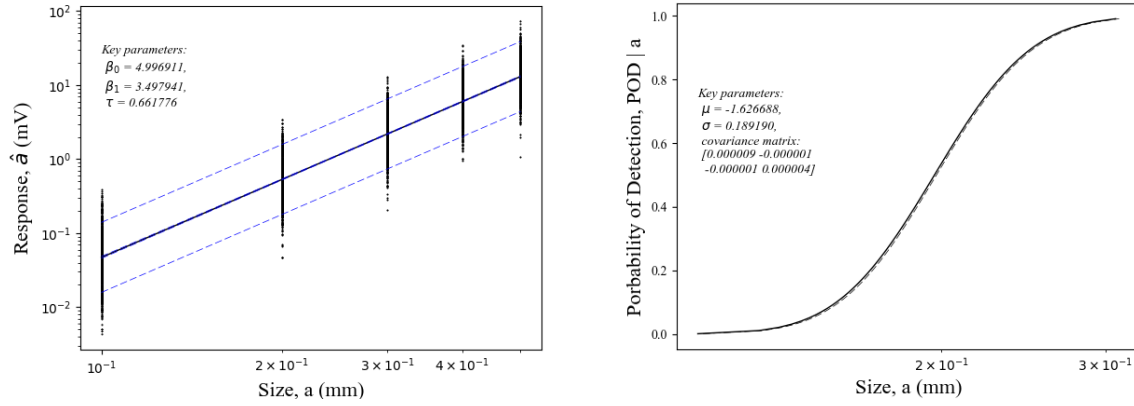 Response, â (mV)
10²
10¹
10⁰
10⁻¹
10⁻²
Key parameters:
β₀ = 4.996911,
β₁ = 3.497941,
τ = 0.661776
10⁻¹
2 × 10⁻¹
3 × 10⁻¹
4 × 10⁻¹
Size, a (mm)
Porbability of Detection, POD | a
1.0
0.8
0.6
0.4
0.2
0.0
Key parameters:
μ = -1.626688,
σ = 0.189190,
covariance matrix:
[0.000009 -0.000001
-0.000001 0.000004]
2 × 10⁻¹
3 × 10⁻¹
Size, a (mm)